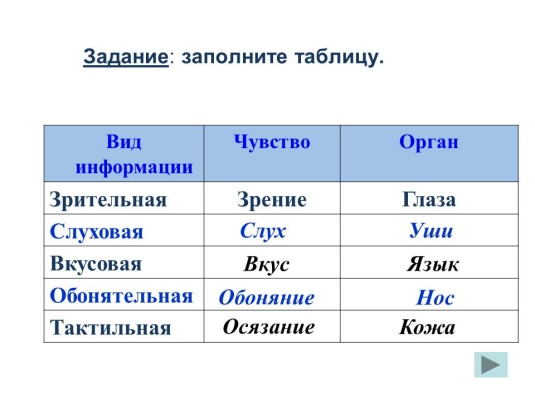 Задание: заполните таблицу.
Вид информации Чувство Орган
Зрительная Зрение Глаза
Слуховая Слух Уши
Вкусовая Вкус Язык
Обонятельная Обоняние Нос
Тактильная Осязание Кожа